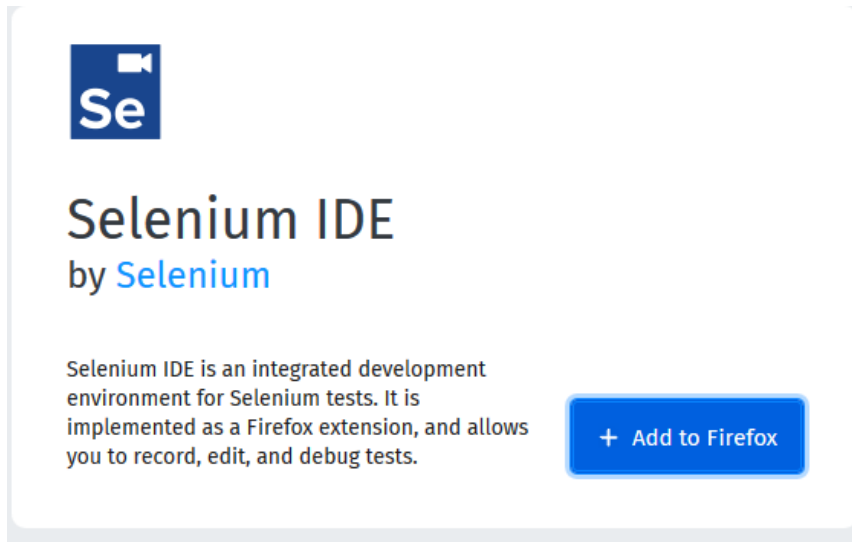 Se
Selenium IDE
by Selenium
Selenium IDE is an integrated development
environment for Selenium tests. It is
implemented as a Firefox extension, and allows
you to record, edit, and debug tests.
+ Add to Firefox